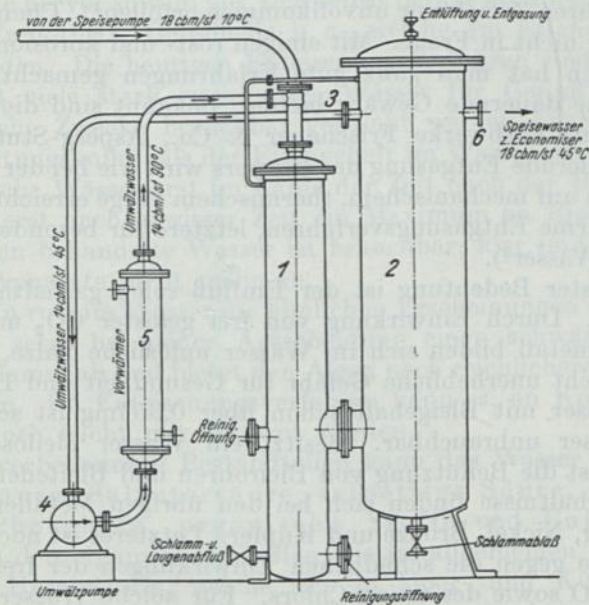 von der Speisepumpe 18 cbm/st 10°C
Entlüftung u. Entgasung
3
6
Speisewasser
z. Economiser
18 cbm/st 45°C
Umwälzwasser
14 cbm/st 90°C
Umwälzwasser 14 cbm/st 45°C
1
2
5
Vorwärmer
Reinig.
Öffnung
4
Schlamm- u.
Laugenabfluß
Schlammablaß
Umwälzpumpe
Reinigungsöffnung